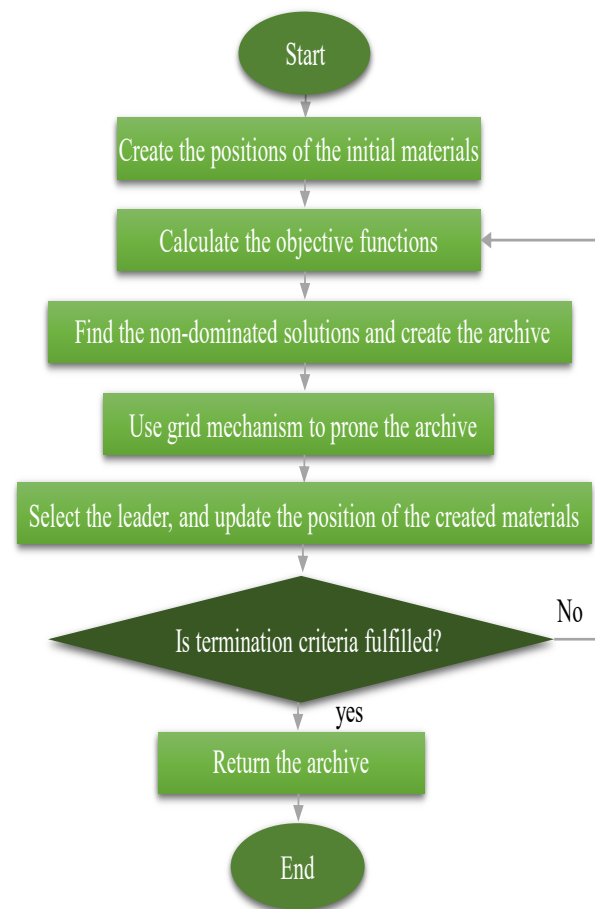 Start
Create the positions of the initial materials
Calculate the objective functions
Find the non-dominated solutions and create the archive
Use grid mechanism to prone the archive
Select the leader, and update the position of the created materials
Is termination criteria fulfilled?
No
yes
Return the archive
End